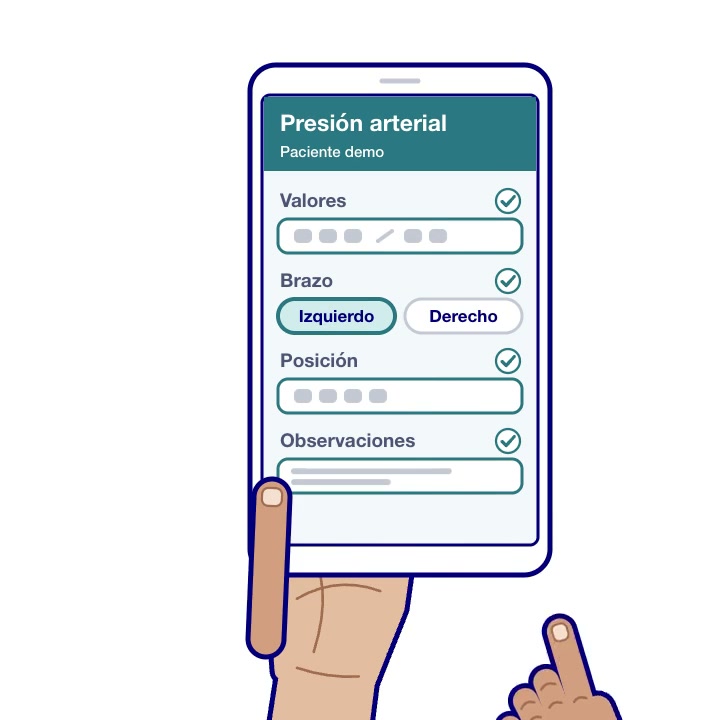 Presión arterial
Paciente demo
Valores
Brazo
Izquierdo Derecho
Posición
Observaciones